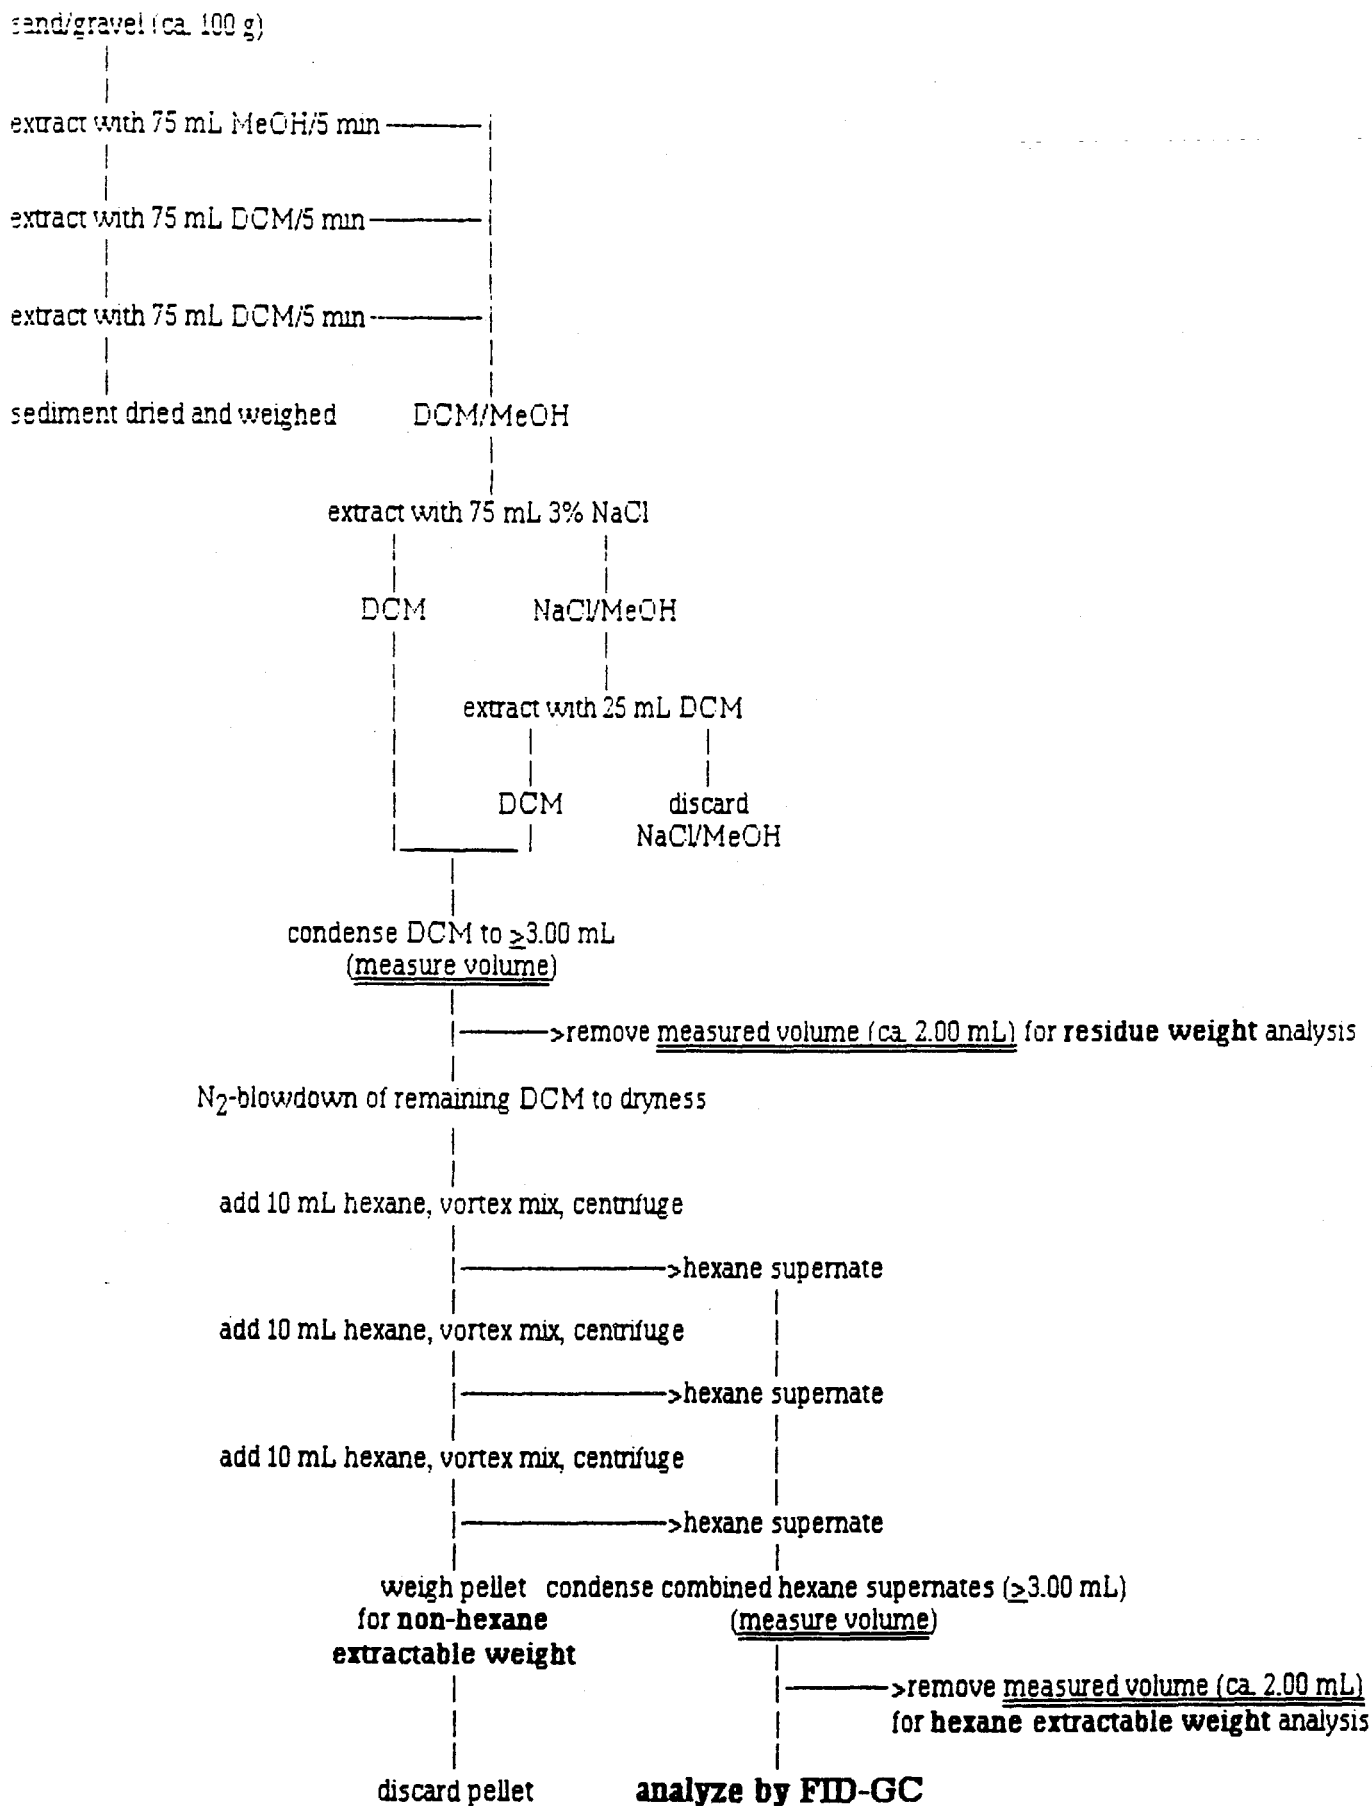 sand/gravel (ca. 100 g)
extract with 75 mL MeOH/5 min
extract with 75 mL DCM/5 min
extract with 75 mL DCM/5 min
sediment dried and weighed DCM/MeOH
extract with 75 mL 3% NaCl
DCM NaCl/MeOH
extract with 25 mL DCM
DCM discard
NaCl/MeOH
condense DCM to ≥3.00 mL
(measure volume)
>remove measured volume (ca. 2.00 mL) for residue weight analysis
N2-blowdown of remaining DCM to dryness
add 10 mL hexane, vortex mix, centrifuge
>hexane supernate
add 10 mL hexane, vortex mix, centrifuge
>hexane supernate
add 10 mL hexane, vortex mix, centrifuge
>hexane supernate
weigh pellet condense combined hexane supernates (≥3.00 mL)
for non-hexane (measure volume)
extractable weight
>remove measured volume (ca. 2.00 mL)
for hexane extractable weight analysis
discard pellet analyze by FID-GC